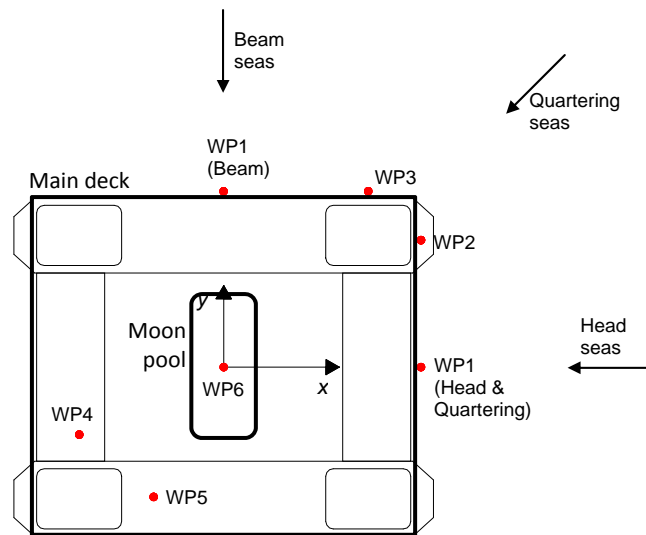 Beam
seas
Quartering
seas
WP1
(Beam)
WP3
Main deck
WP2
y
Moon
pool
Head
seas
WP6
x
WP1
(Head &
Quartering)
WP4
WP5